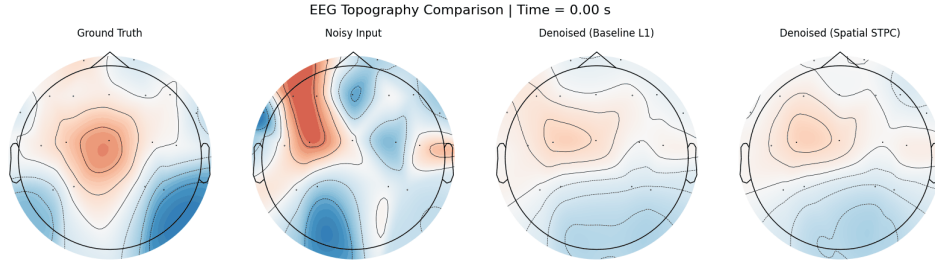 EEG Topography Comparison | Time = 0.00 s
Ground Truth
Noisy Input
Denoised (Baseline L1)
Denoised (Spatial STPC)